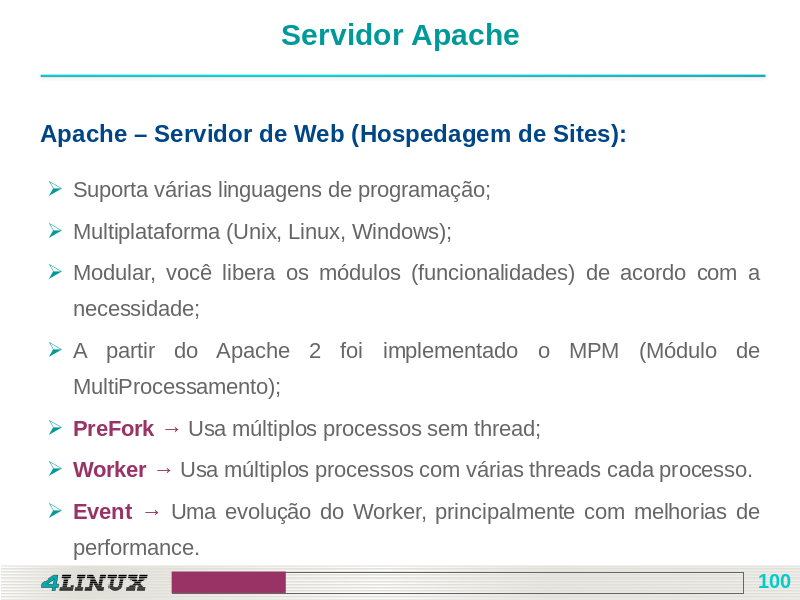 Servidor Apache
Apache – Servidor de Web (Hospedagem de Sites):
Suporta várias linguagens de programação;
Multiplataforma (Unix, Linux, Windows);
Modular, você libera os módulos (funcionalidades) de acordo com a
necessidade;
A partir do Apache 2 foi implementado o MPM (Módulo de
MultiProcessamento);
PreFork → Usa múltiplos processos sem thread;
Worker → Usa múltiplos processos com várias threads cada processo.
Event → Uma evolução do Worker, principalmente com melhorias de
performance.
4LINUX
100